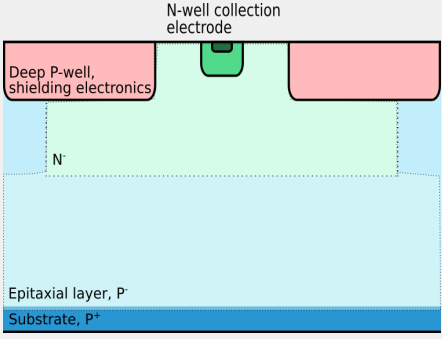 N-well collection
electrode
Deep P-well,
shielding electronics
N⁻
Epitaxial layer, P⁻
Substrate, P⁺